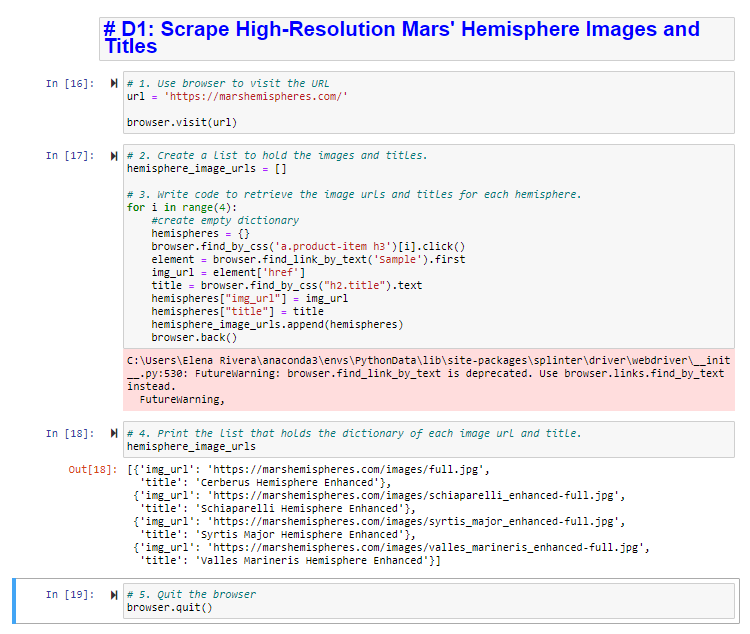 # D1: Scrape High-Resolution Mars' Hemisphere Images and
Titles
In [16]:
# 1. Use browser to visit the URL
url = 'https://marshemispheres.com/'
browser.visit(url)
In [17]:
# 2. Create a list to hold the images and titles.
hemisphere_image_urls = []
# 3. Write code to retrieve the image urls and titles for each hemisphere.
for i in range(4):
    #create empty dictionary
    hemispheres = {}
    browser.find_by_css('a.product-item h3')[i].click()
    element = browser.find_link_by_text('Sample').first
    img_url = element['href']
    title = browser.find_by_css("h2.title").text
    hemispheres["img_url"] = img_url
    hemispheres["title"] = title
    hemisphere_image_urls.append(hemispheres)
    browser.back()
C:\Users\Elena Rivera\anaconda3\envs\PythonData\lib\site-packages\splinter\driver\webdriver\__init
__.py:530: FutureWarning: browser.find_link_by_text is deprecated. Use browser.links.find_by_text
instead.
  FutureWarning,
In [18]:
# 4. Print the list that holds the dictionary of each image url and title.
hemisphere_image_urls
Out[18]:
[{'img_url': 'https://marshemispheres.com/images/full.jpg',
  'title': 'Cerberus Hemisphere Enhanced'},
 {'img_url': 'https://marshemispheres.com/images/schiaparelli_enhanced-full.jpg',
  'title': 'Schiaparelli Hemisphere Enhanced'},
 {'img_url': 'https://marshemispheres.com/images/syrtis_major_enhanced-full.jpg',
  'title': 'Syrtis Major Hemisphere Enhanced'},
 {'img_url': 'https://marshemispheres.com/images/valles_marineris_enhanced-full.jpg',
  'title': 'Valles Marineris Hemisphere Enhanced'}]
In [19]:
# 5. Quit the browser
browser.quit()